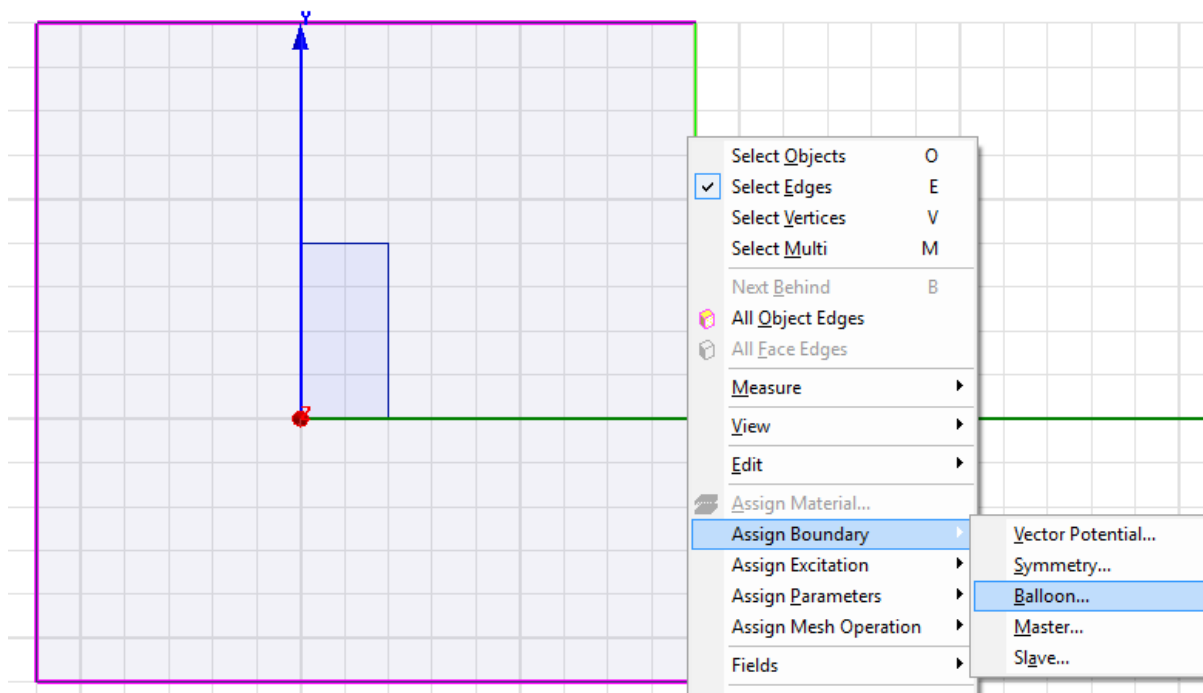 Y
Z
Select Objects O
Select Edges E
Select Vertices V
Select Multi M
Next Behind B
All Object Edges
All Face Edges
Measure
View
Edit
Assign Material...
Assign Boundary
Assign Excitation
Assign Parameters
Assign Mesh Operation
Fields
Vector Potential...
Symmetry...
Balloon...
Master...
Slave...